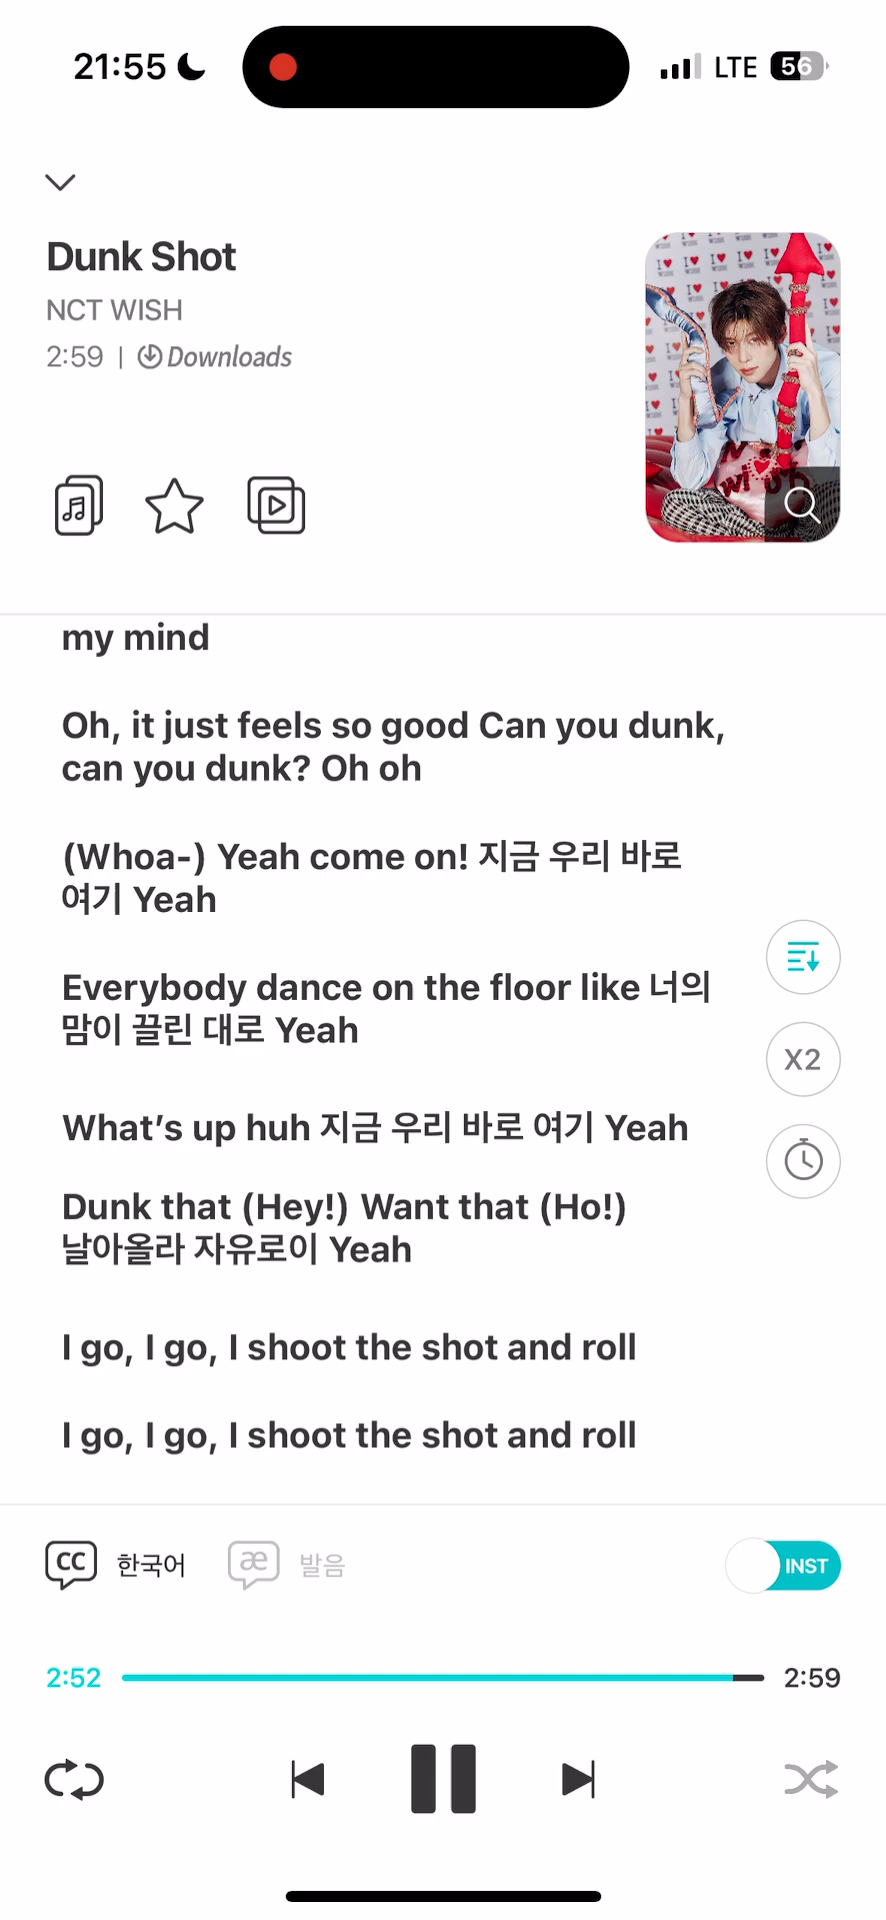 21:55
LTE
56
Dunk Shot
NCT WISH
2:59 | Downloads
my mind
Oh, it just feels so good Can you dunk,
can you dunk? Oh oh
(Whoa-) Yeah come on! 지금 우리 바로
여기 Yeah
Everybody dance on the floor like 너의
맘이 끌린 대로 Yeah
What's up huh 지금 우리 바로 여기 Yeah
Dunk that (Hey!) Want that (Ho!)
날아올라 자유로이 Yeah
I go, I go, I shoot the shot and roll
I go, I go, I shoot the shot and roll
X2
CC 한국어
æ 발음
INST
2:52
2:59